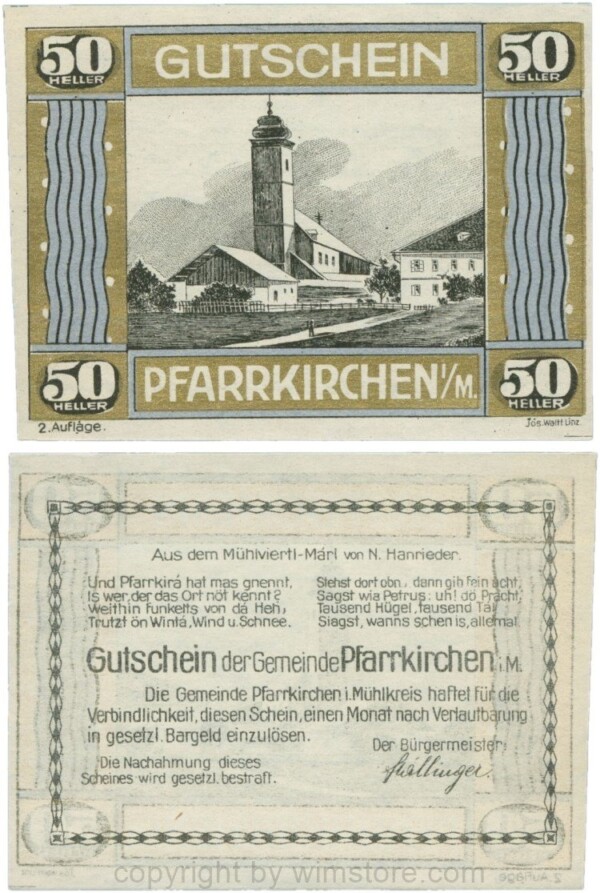 50 HELLER
GUTSCHEIN
50 HELLER
50 HELLER
PFARRKIRCHEN I/M.
50 HELLER
2. Auflage.
Jos. Linz
Aus dem Mühlviertl-Märl von N. Hanrieder.
Und Pfarrkirá hat mas gnennt,
Is wer, der das Ort nöt kennt?
Weithin funkelts von dá Heh,
Trutzt ön Wintá, Wind u. Schnee.
Stehst dort obn, dann gib fein acht,
Sagst wia Petrus: uh! dö Pracht,
Tausend Hügel, tausend Tal
Siagst, wanns schen is, allemal
Gutschein der Gemeinde Pfarrkirchen i. M.
Die Gemeinde Pfarrkirchen i. Mühlkreis haftet für die
Verbindlichkeit, diesen Schein, einen Monat nach Verlautbarung
in gesetzl. Bargeld einzulösen.
Der Bürgermeister:
Die Nachahmung dieses
Scheines wird gesetzl. bestraft.
copyright by wimstore.com